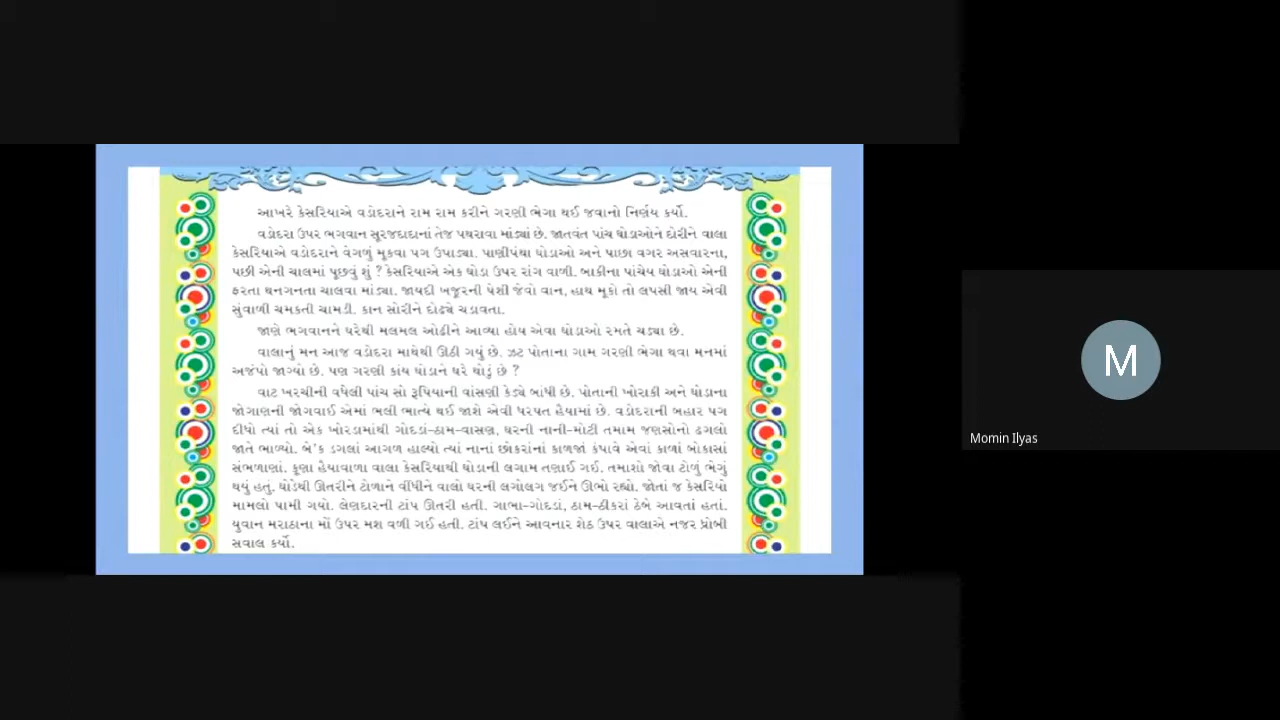 આખરે કેસરિયાએ વડોદરાને રામ રામ કરીને ગરણી ભેગા થઈ જવાનો નિર્ણય કર્યો.
વડોદરા ઉપર ભગવાન સૂરજદાદાનાં તેજ પથરાવા માંડ્યાં છે. જાતવંત પાંચ ઘોડાઓને દોરીને વાલા
કેસરિયાએ વડોદરાને વેગળું મૂકવા પગ ઉપાડ્યા. પાણીપંથા ઘોડાઓ અને પાછા વગર અસવારના,
પછી એની ચાલમાં પૂછવું શું ? કેસરિયાએ એક ઘોડા ઉપર રાંગ વાળી. બાકીના પાંચેય ઘોડાઓ એની
ફરતા થનગનતા ચાલવા માંડ્યા. જાયદી ખજૂરની પેશી જેવો વાન, હાથ મૂકો તો લપસી જાય એવી
સુંવાળી ચમકતી ચામડી. કાન સોરીને દોઢ્યે ચડાવતા.
જાણે ભગવાનને ઘરેથી મલમલ ઓઢીને આવ્યા હોય એવા ઘોડાઓ રમતે ચડ્યા છે.
વાલાનું મન આજ વડોદરા માથેથી ઊઠી ગયું છે. ઝટ પોતાના ગામ ગરણી ભેગા થવા મનમાં
અજંપો જાગ્યો છે. પણ ગરણી કાંય ઘોડાને ઘરે થોડું છે ?
વાટ ખરચીની વધેલી પાંચ સો રૂપિયાની વાંસણી કેડ્યે બાંધી છે. પોતાની ખોરાકી અને ઘોડાના
જોગાણની જોગવાઈ એમાં ભલી ભાત્યે થઈ જાશે એવી ધરપત હૈયામાં છે. વડોદરાની બહાર પગ
દીધો ત્યાં તો એક ખોરડામાંથી ગોદડાં-ઠામ-વાસણ, ઘરની નાની-મોટી તમામ જણસોનો ઢગલો
જાતે ભાળ્યો. બે'ક ડગલાં આગળ હાલ્યો ત્યાં નાનાં છોકરાંનાં કાળજાં કંપાવે એવાં કાળાં બોકાસાં
સંભળાણાં. કૂણા હૈયાવાળા વાલા કેસરિયાથી ઘોડાની લગામ તણાઈ ગઈ. તમાશો જોવા ટોળું ભેગું
થયું હતું. ઘોડેથી ઊતરીને ટોળાને વીંધીને વાલો ઘરની લગોલગ જઈને ઊભો રહ્યો. જોતાં જ કેસરિયો
મામલો પામી ગયો. લેણદારની ટાંપ ઊતરી હતી. ગાભા-ગોદડાં, ઠામ-ઠીકરાં ઠેબે આવતાં હતાં.
યુવાન મરાઠાના મોં ઉપર મશ વળી ગઈ હતી. ટાંપ લઈને આવનાર શેઠ ઉપર વાલાએ નજર પ્રોબી
સવાલ કર્યો.
M
Momin Ilyas